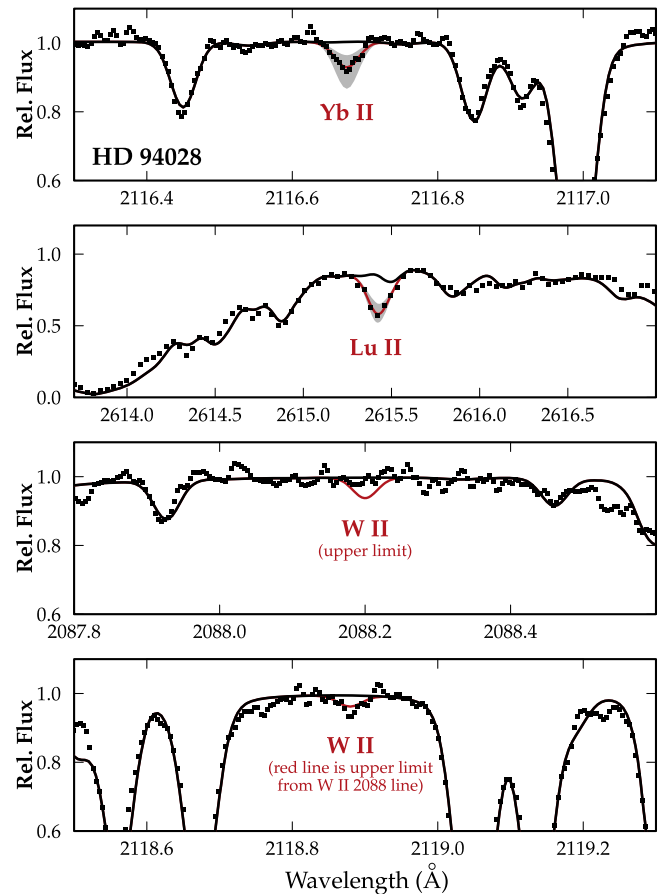 Rel. Flux
1.0
0.8
0.6
Yb II
HD 94028
2116.4
2116.6
2116.8
2117.0
Rel. Flux
1.0
0.5
0.0
Lu II
2614.0
2614.5
2615.0
2615.5
2616.0
2616.5
Rel. Flux
1.0
0.8
0.6
W II
(upper limit)
2087.8
2088.0
2088.2
2088.4
Rel. Flux
1.0
0.8
0.6
W II
(red line is upper limit
from W II 2088 line)
2118.6
2118.8
2119.0
2119.2
Wavelength (Å)